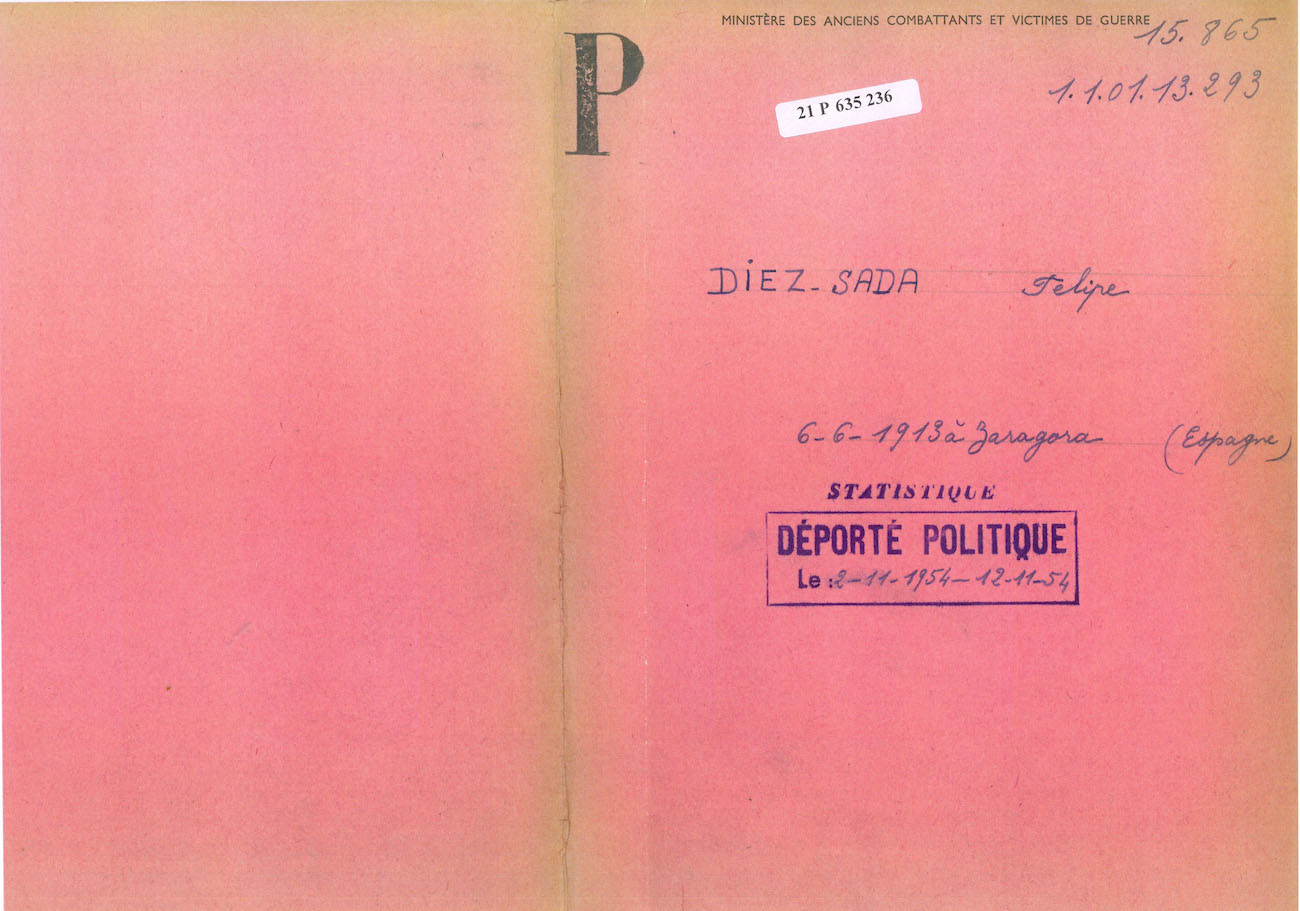 P
MINISTÈRE DES ANCIENS COMBATTANTS ET VICTIMES DE GUERRE
15.865
1.1.01.13.293
21 P 635 236
DiEZ-SADA Felipe
6-6-1913 à Zaragora (Espagne)
STATISTIQUE
DÉPORTÉ POLITIQUE
Le : 2-11-1954 - 12-11-54